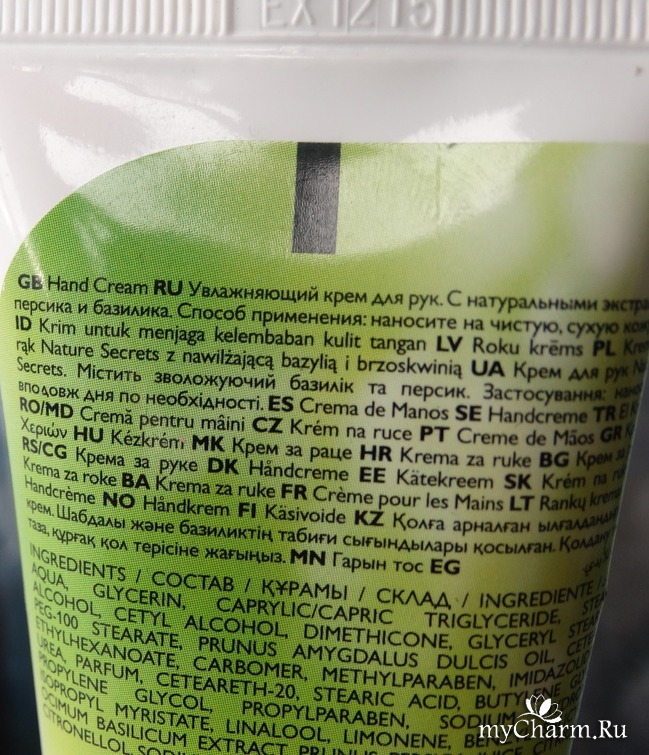 EX 12 15
GB Hand Cream RU Увлажняющий крем для рук. С натуральными
персика и базилика. Способ применения: наносите на чистую, сухую
ID Krim untuk menjaga kelembaban kulit tangan LV Roku krēms PL
rąk Nature Secrets z nawilżającą bazylią i brzoskwinią UA Крем для рук
Secrets. Містить зволожуючий базилік та персик. Застосування:
вподовж дня по необхідності. ES Crema de Manos SE Handcreme TR El
RO/MD Cremă pentru mâini CZ Krém na ruce PT Creme de Mãos GR
Χεριών HU Kézkrém MK Крем за раце HR Krema za ruke BG Крем за
RS/CG Крема за руке DK Håndcreme EE Kätekreem SK Krém na
Krema za roke BA Krema za ruke FR Crème pour les Mains LT Rankų
Handcrème NO Håndkrem FI Käsivoide KZ Қолға арналған
крем. Шабдалы және базиликтің табиғи сығындылары қосылған.
таза, құрғақ қол терісіне жағыңыз. MN Гарын тос EG
INGREDIENTS / СОСТАВ / ҚҰРАМЫ / СКЛАД / INGREDIENTE /
AQUA, GLYCERIN, CAPRYLIC/CAPRIC TRIGLYCERIDE,
ALCOHOL, CETYL ALCOHOL, DIMETHICONE, GLYCERYL
PEG-100 STEARATE, PRUNUS AMYGDALUS DULCIS OIL,
ETHYLHEXANOATE, CARBOMER, METHYLPARABEN,
UREA, PARFUM, CETEARETH-20, STEARIC ACID,
PROPYLENE GLYCOL, PROPYLPARABEN, SODIUM
ISOPROPYL MYRISTATE, LINALOOL, LIMONENE,
OCIMUM BASILICUM EXTRACT, PRUNUS
CITRONELLOL,
myCharm.Ru